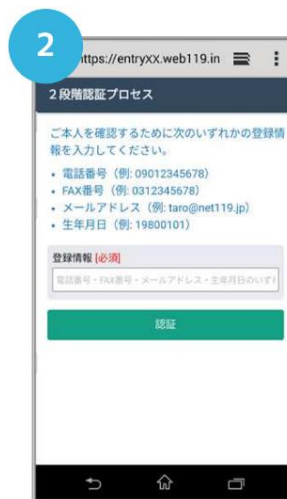 2
https://entryXX.web119.in
2段階認証プロセス
ご本人を確認するために次のいずれかの登録情
報を入力してください。
• 電話番号（例: 09012345678）
• FAX番号（例: 0312345678）
• メールアドレス（例: taro@net119.jp）
• 生年月日（例: 19800101）
登録情報 [必須]
電話番号・FAX番号・メールアドレス・生年月日のいずれ
認証